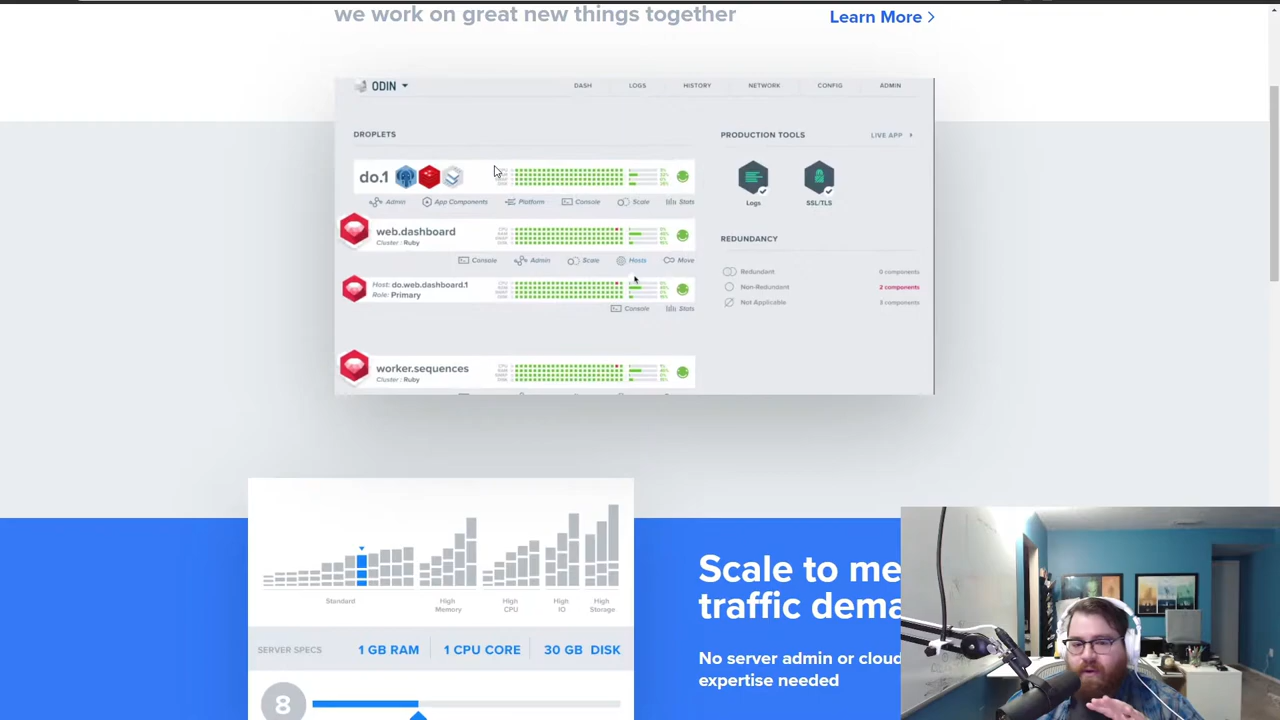 we work on great new things together
Learn More >
ODIN
DASH
LOGS
HISTORY
NETWORK
CONFIG
ADMIN
DROPLETS
PRODUCTION TOOLS
LIVE APP
do.1
Logs
SSL/TLS
Admin
App Components
Platform
Console
Scale
Stats
web.dashboard
Cluster : Ruby
REDUNDANCY
Console
Admin
Scale
Hosts
Move
Redundant
0 components
Host: do.web.dashboard.1
Role: Primary
Non-Redundant
2 components
Not Applicable
3 components
Console
Stats
worker.sequences
Cluster : Ruby
Standard
High
Memory
High
CPU
High
IO
High
Storage
SERVER SPECS
1 GB RAM
1 CPU CORE
30 GB DISK
8
Scale to me
traffic dema
No server admin or cloud
expertise needed